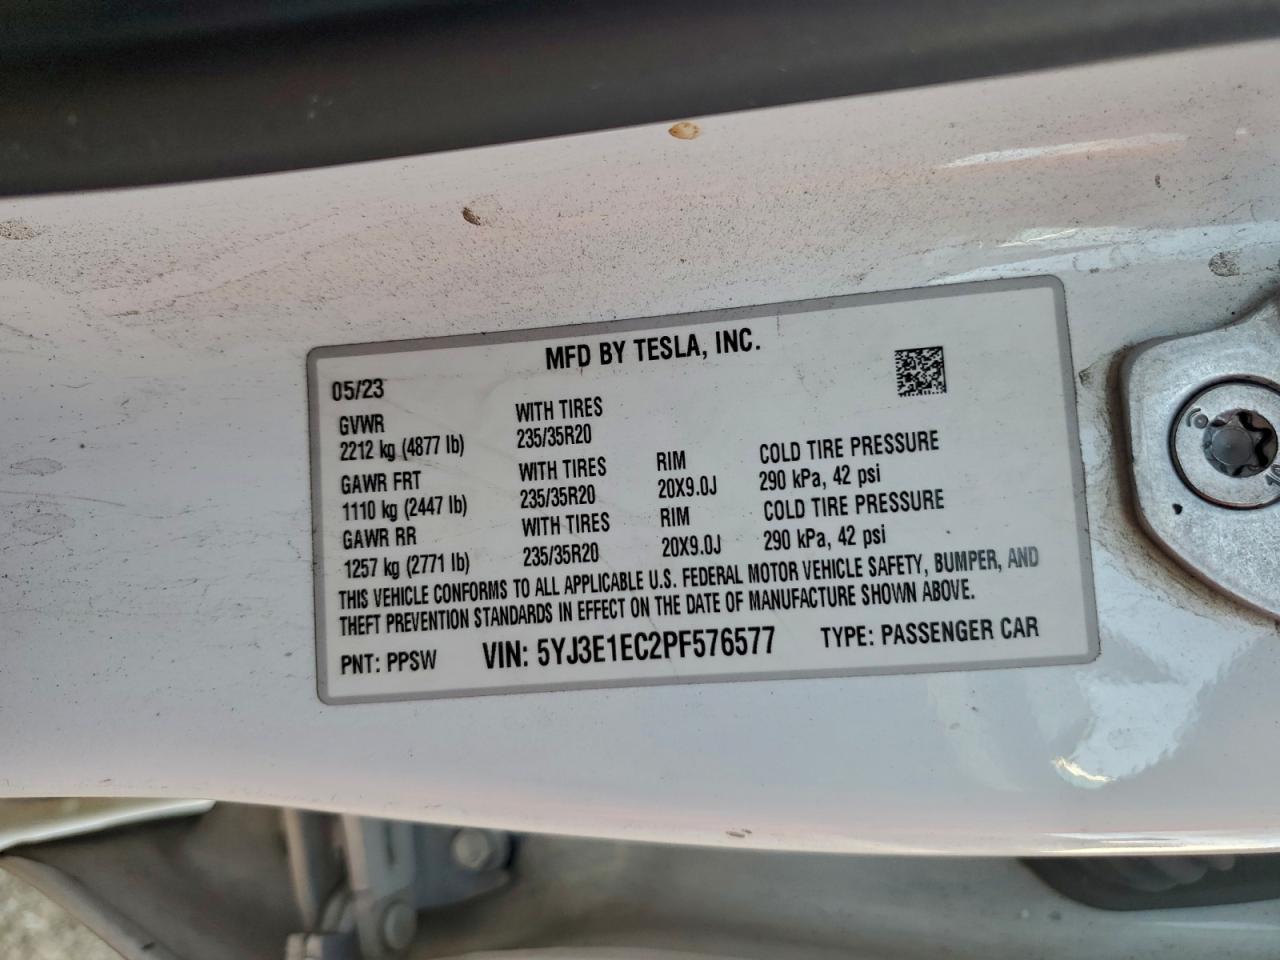 MFD BY TESLA, INC.
05/23
GVWR WITH TIRES
2212 kg (4877 lb) 235/35R20
GAWR FRT WITH TIRES RIM COLD TIRE PRESSURE
1110 kg (2447 lb) 235/35R20 20X9.0J 290 kPa, 42 psi
GAWR RR WITH TIRES RIM COLD TIRE PRESSURE
1257 kg (2771 lb) 235/35R20 20X9.0J 290 kPa, 42 psi
THIS VEHICLE CONFORMS TO ALL APPLICABLE U.S. FEDERAL MOTOR VEHICLE SAFETY, BUMPER, AND
THEFT PREVENTION STANDARDS IN EFFECT ON THE DATE OF MANUFACTURE SHOWN ABOVE.
PNT: PPSW VIN: 5YJ3E1EC2PF576577 TYPE: PASSENGER CAR